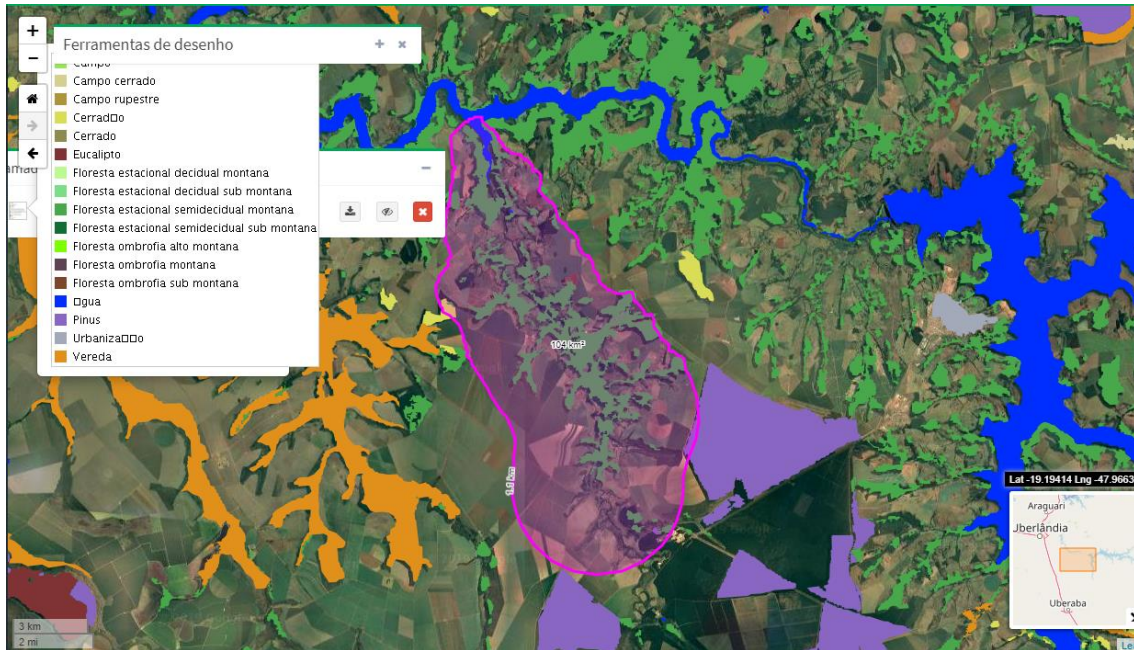 +
Ferramentas de desenho + ×
−
Campo
Campo cerrado
Campo rupestre
Cerrad□o
Cerrado
Eucalipto
Floresta estacional decidual montana
Floresta estacional decidual sub montana
Floresta estacional semidecidual montana
Floresta estacional semidecidual sub montana
Floresta ombrofia alto montana
Floresta ombrofia montana
Floresta ombrofia sub montana
□gua
Pinus
Urbaniza□□o
Vereda
104 km²
Lat -19.19414 Lng -47.9663
Araguari
Uberlândia
Uberaba
3 km
2 mi
Le